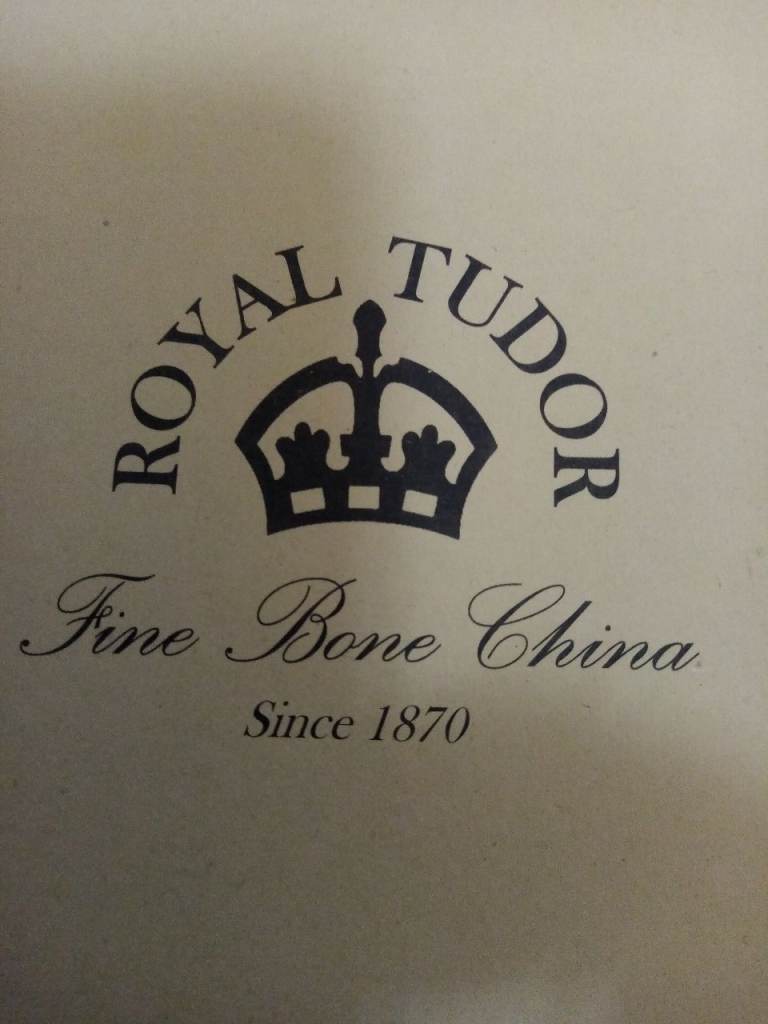 ROYAL TUDOR
Fine Bone China
Since 1870